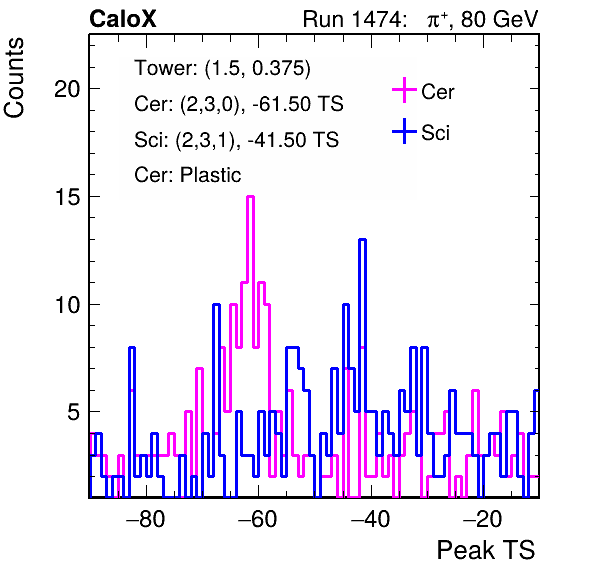 CaloX Run 1474: π⁺, 80 GeV
Counts
Tower: (1.5, 0.375)
Cer: (2,3,0), -61.50 TS
Sci: (2,3,1), -41.50 TS
Cer: Plastic
Cer
Sci
20
15
10
5
−80 −60 −40 −20
Peak TS